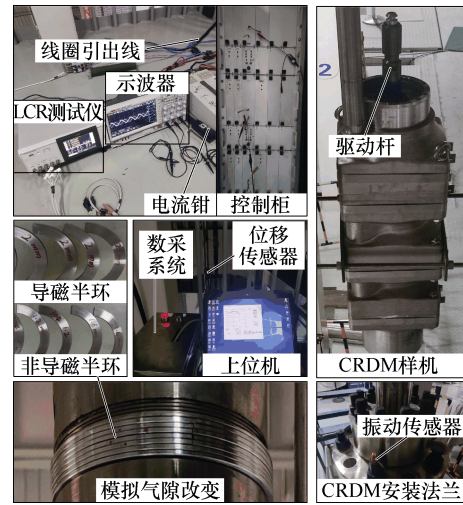 线圈引出线
示波器
LCR测试仪
电流钳
控制柜
2
驱动杆
CRDM样机
导磁半环
非导磁半环
数采
系统
位移
传感器
上位机
模拟气隙改变
振动传感器
CRDM安装法兰